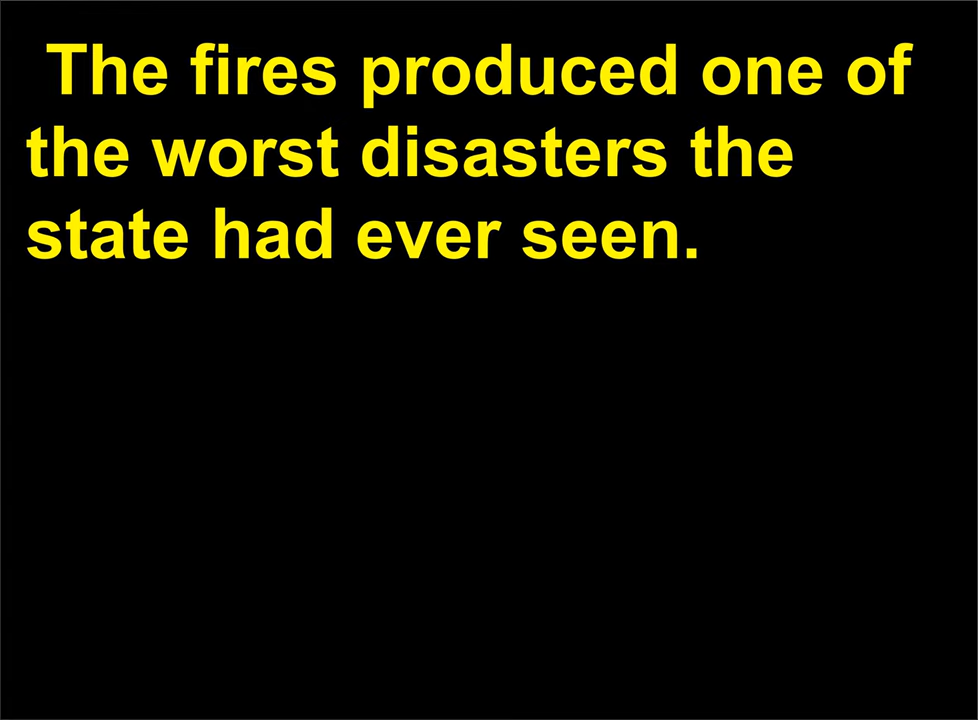 The fires produced one of
the worst disasters the
state had ever seen.